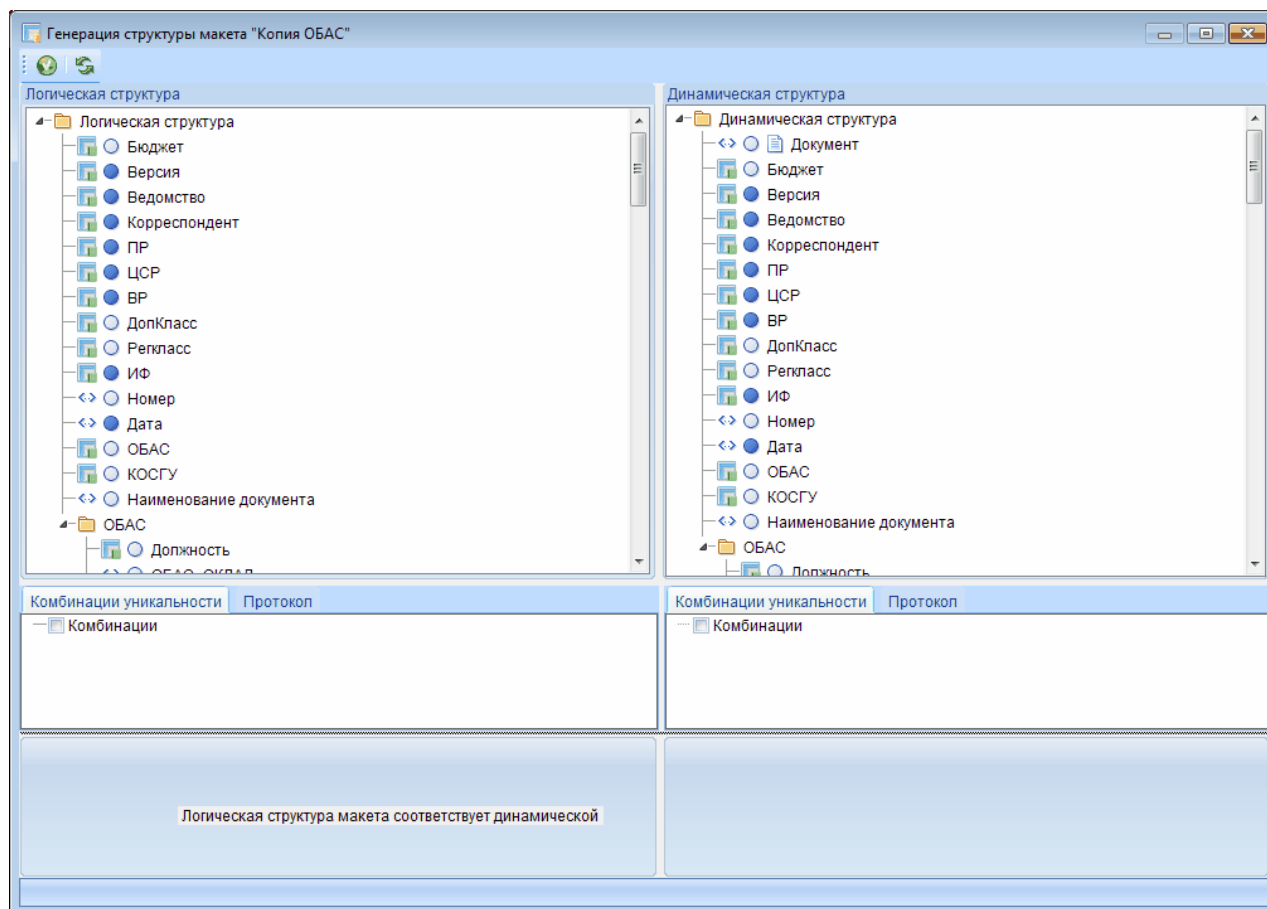 Генерация структуры макета "Копия ОБАС"
Логическая структура
Логическая структура
Бюджет
Версия
Ведомство
Корреспондент
ПР
ЦСР
ВР
ДопКласс
Регкласс
ИФ
Номер
Дата
ОБАС
КОСГУ
Наименование документа
ОБАС
Должность
ОБАС_ОКЛАД
Динамическая структура
Динамическая структура
Документ
Бюджет
Версия
Ведомство
Корреспондент
ПР
ЦСР
ВР
ДопКласс
Регкласс
ИФ
Номер
Дата
ОБАС
КОСГУ
Наименование документа
ОБАС
Должность
Комбинации уникальности Протокол
Комбинации
Комбинации уникальности Протокол
Комбинации
Логическая структура макета соответствует динамической